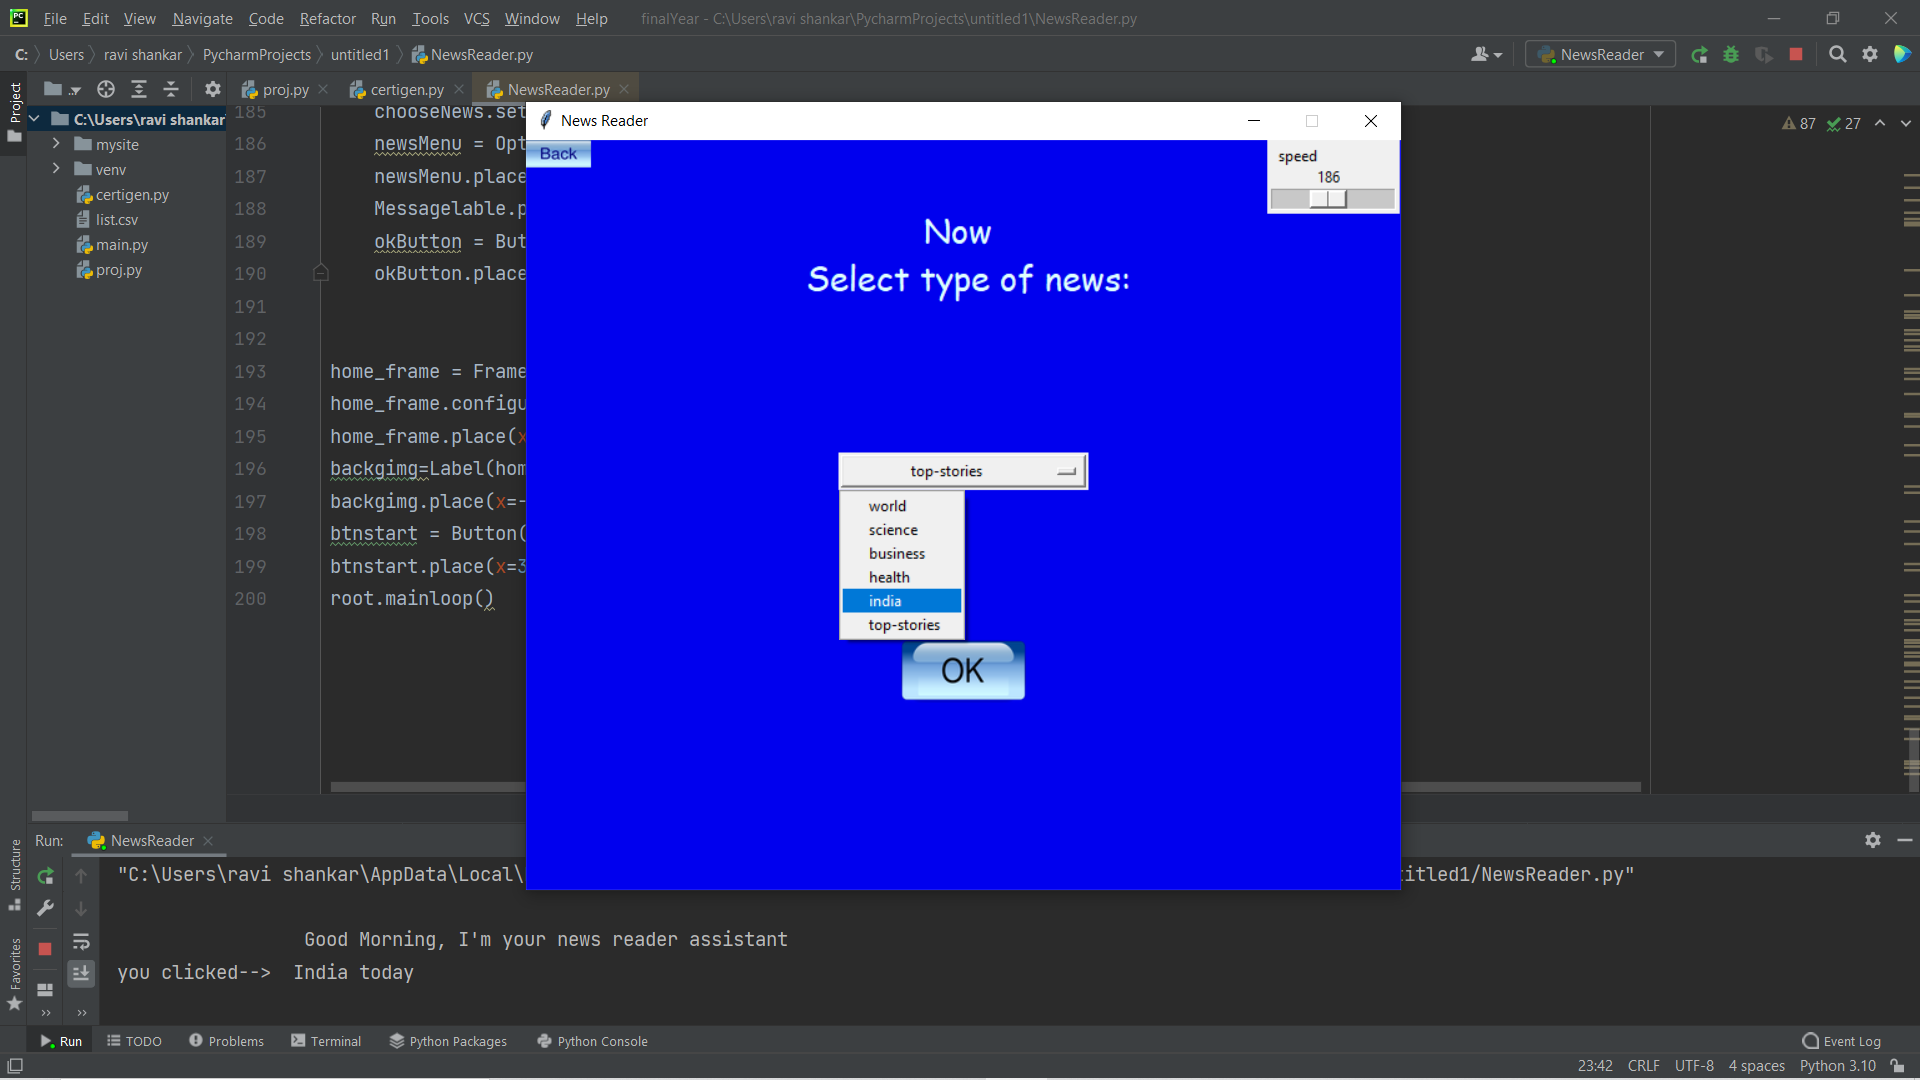 File Edit View Navigate Code Refactor Run Tools VCS Window Help finalYear - C:\Users\ravi shankar\PycharmProjects\untitled1\NewsReader.py
C: Users ravi shankar PycharmProjects untitled1 NewsReader.py NewsReader
Project
proj.py certigen.py NewsReader.py
C:\Users\ravi shankar
mysite
venv
certigen.py
list.csv
main.py
proj.py
87 27
185 chooseNews.set
186 newsMenu = Opt
187 newsMenu.place
188 Messagelable.p
189 okButton = But
190 okButton.place
191
192
193 home_frame = Frame
194 home_frame.configu
195 home_frame.place(x
196 backgimg=Label(hom
197 backgimg.place(x=-
198 btnstart = Button(
199 btnstart.place(x=3
200 root.mainloop()
News Reader
Back
speed
186
Now
Select type of news:
top-stories
world
science
business
health
india
top-stories
OK
Run: NewsReader
Structure
Favorites
"C:\Users\ravi shankar\AppData\Local\ titled1/NewsReader.py"
Good Morning, I'm your news reader assistant
you clicked--> India today
Run TODO Problems Terminal Python Packages Python Console Event Log
23:42 CRLF UTF-8 4 spaces Python 3.10